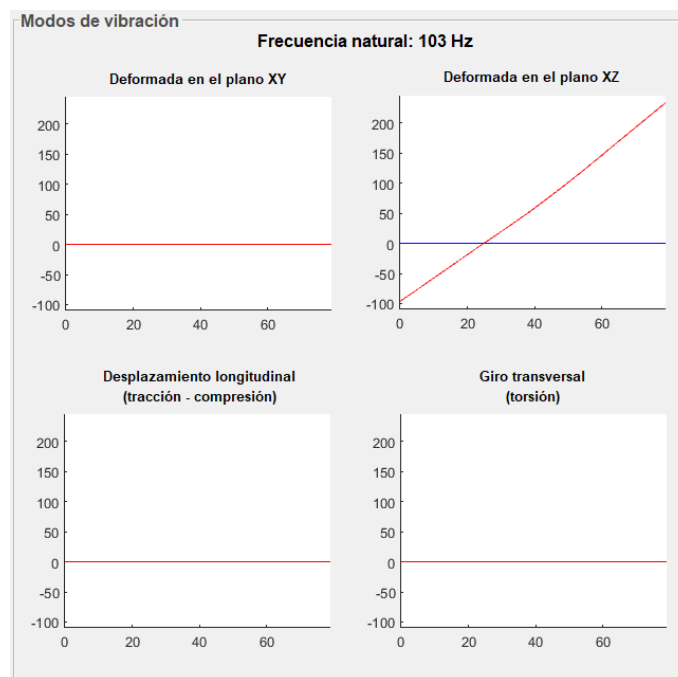 Modos de vibración
Frecuencia natural: 103 Hz
Deformada en el plano XY
200
150
100
50
0
-50
-100
0 20 40 60
Deformada en el plano XZ
200
150
100
50
0
-50
-100
0 20 40 60
Desplazamiento longitudinal
(tracción - compresión)
200
150
100
50
0
-50
-100
0 20 40 60
Giro transversal
(torsión)
200
150
100
50
0
-50
-100
0 20 40 60